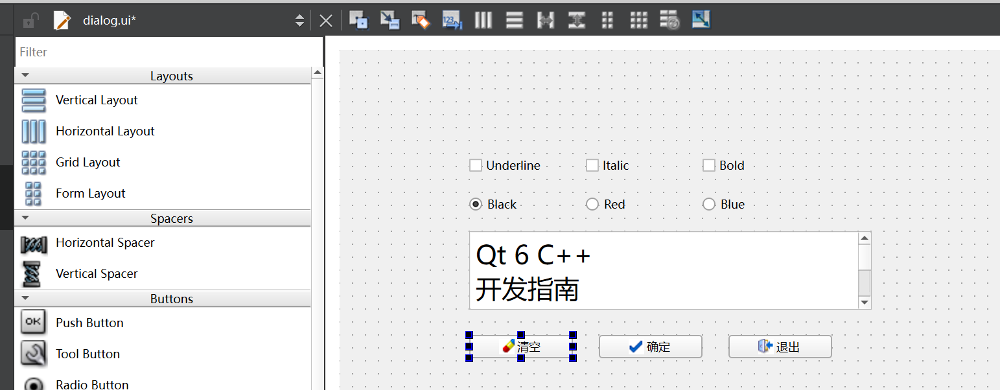 dialog.ui*
Filter
Layouts
Vertical Layout
Horizontal Layout
Grid Layout
Form Layout
Spacers
Horizontal Spacer
Vertical Spacer
Buttons
OK Push Button
Tool Button
Radio Button
123
Underline Italic Bold
Black Red Blue
Qt 6 C++
开发指南
清空 确定 退出